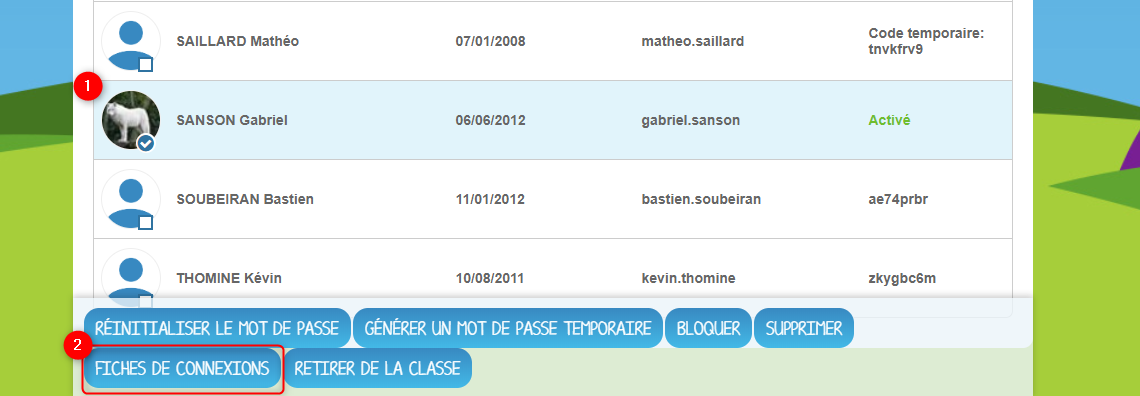 SAILLARD Mathéo 07/01/2008 matheo.saillard Code temporaire:
tnvkfrv9
1
SANSON Gabriel 06/06/2012 gabriel.sanson Activé
SOUBEIRAN Bastien 11/01/2012 bastien.soubeiran ae74prbr
THOMINE Kévin 10/08/2011 kevin.thomine zkygbc6m
RÉINITIALISER LE MOT DE PASSE GÉNÉRER UN MOT DE PASSE TEMPORAIRE BLOQUER SUPPRIMER
2
FICHES DE CONNEXIONS RETIRER DE LA CLASSE